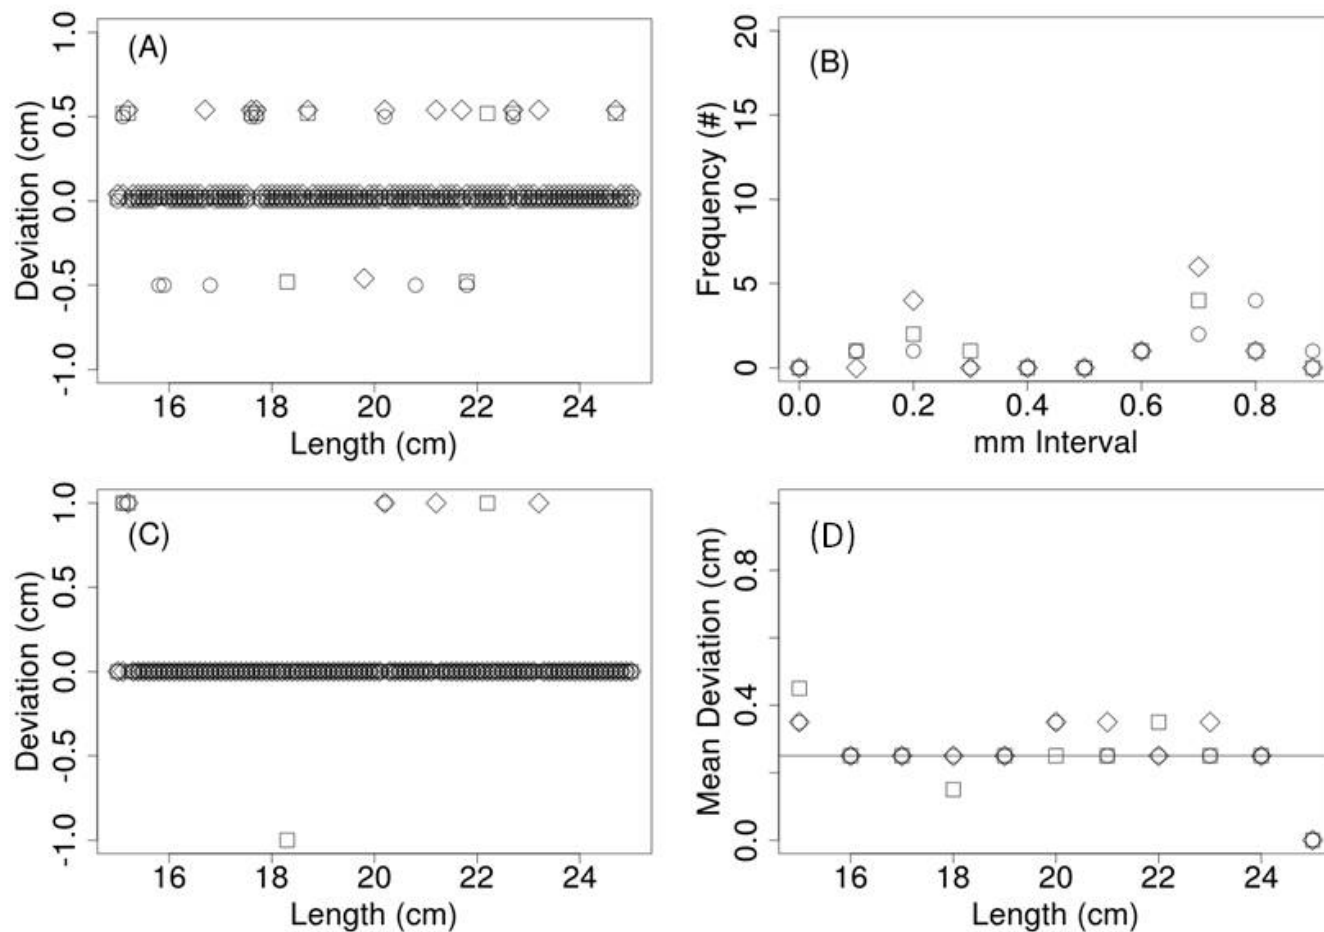 (A)
Deviation (cm)
1.0
0.5
0.0
-0.5
-1.0
16 18 20 22 24
Length (cm)
(B)
Frequency (#)
20
15
10
5
0
0.0 0.2 0.4 0.6 0.8
mm Interval
(C)
Deviation (cm)
1.0
0.5
0.0
-0.5
-1.0
16 18 20 22 24
Length (cm)
(D)
Mean Deviation (cm)
0.8
0.4
0.0
16 18 20 22 24
Length (cm)